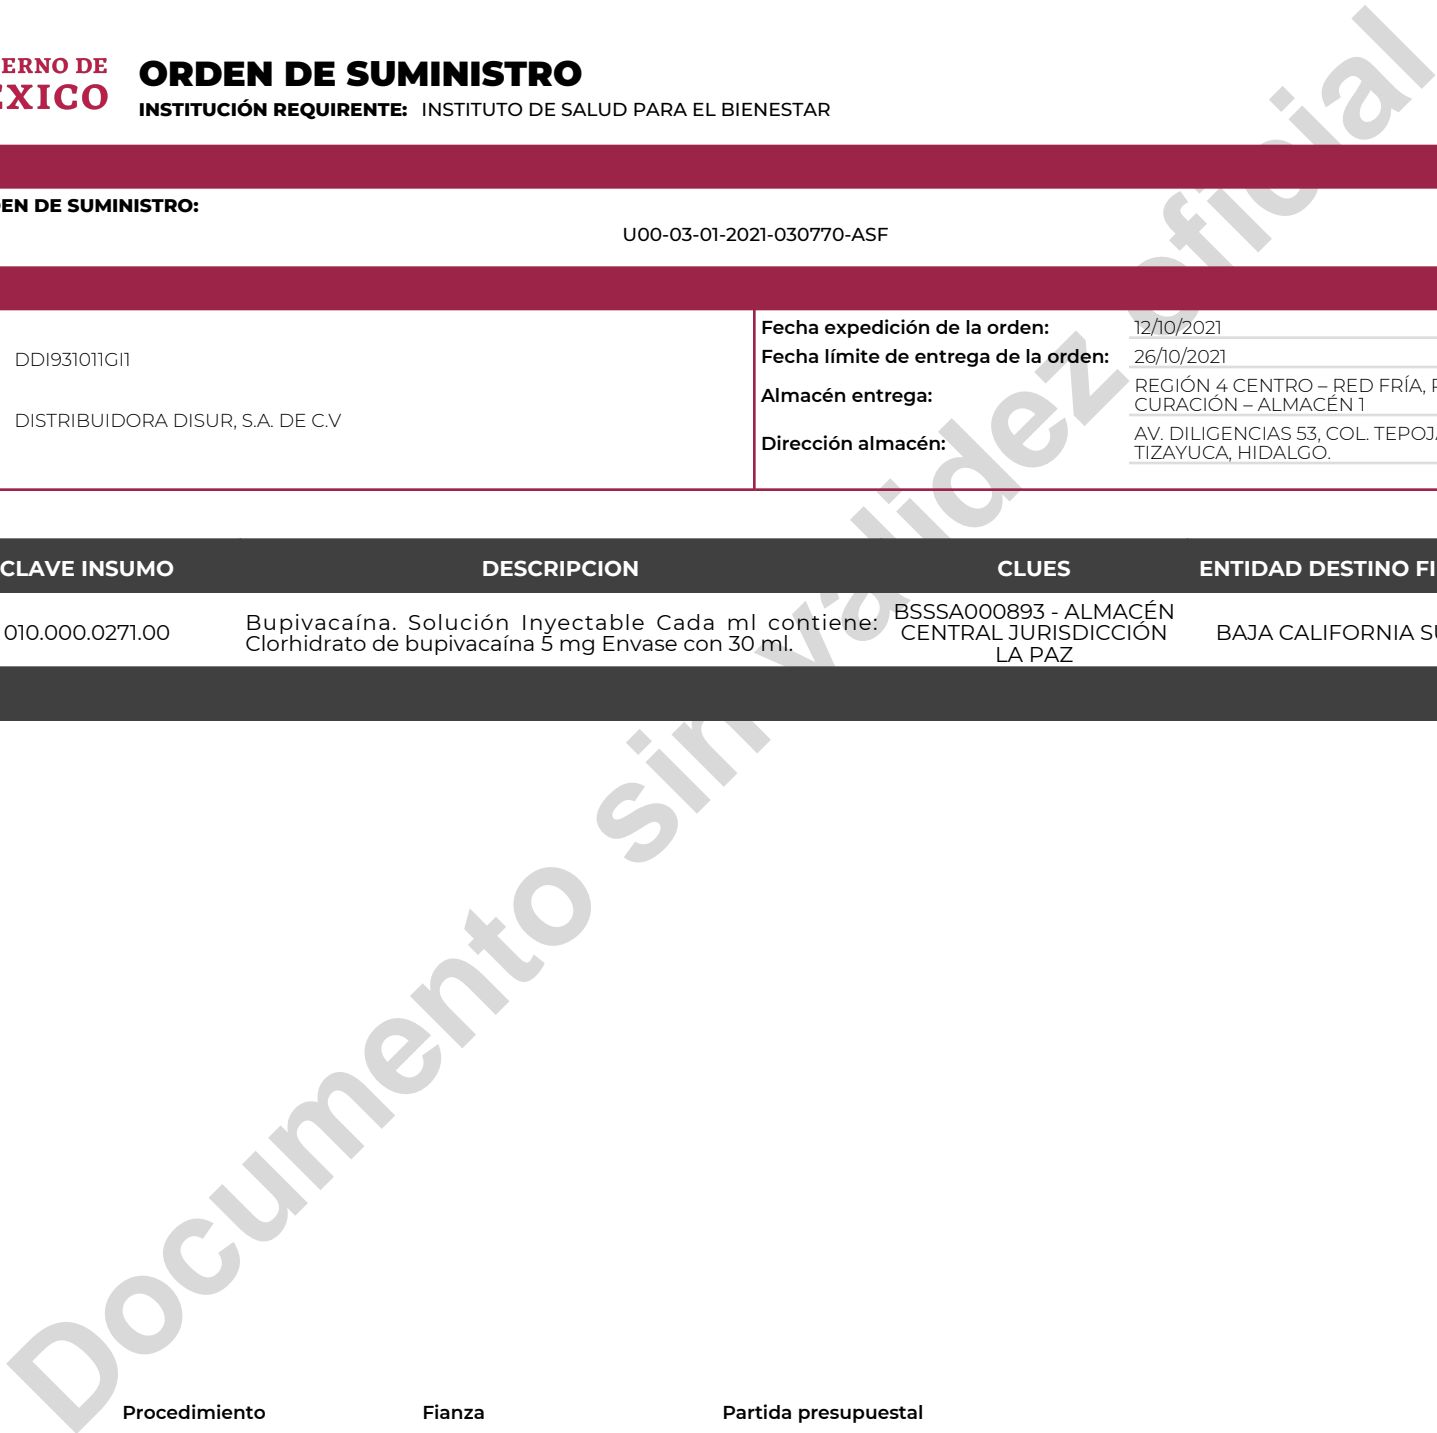 ERNO DE
XICO
ORDEN DE SUMINISTRO
INSTITUCIÓN REQUIRENTE: INSTITUTO DE SALUD PARA EL BIENESTAR
EN DE SUMINISTRO:
U00-03-01-2021-030770-ASF
DDI931011GI1
DISTRIBUIDORA DISUR, S.A. DE C.V
Fecha expedición de la orden: 12/10/2021
Fecha límite de entrega de la orden: 26/10/2021
Almacén entrega: REGIÓN 4 CENTRO – RED FRÍA,
CURACIÓN – ALMACÉN 1
Dirección almacén: AV. DILIGENCIAS 53, COL.
TIZAYUCA, HIDALGO.
CLAVE INSUMO DESCRIPCION CLUES ENTIDAD DESTINO
010.000.0271.00
Bupivacaína. Solución Inyectable Cada ml contiene:
Clorhidrato de bupivacaína 5 mg Envase con 30 ml.
BSSSA000893 - ALMACÉN
CENTRAL JURISDICCIÓN
LA PAZ
BAJA CALIFORNIA
Documento sin validez oficial
Procedimiento Fianza Partida presupuestal